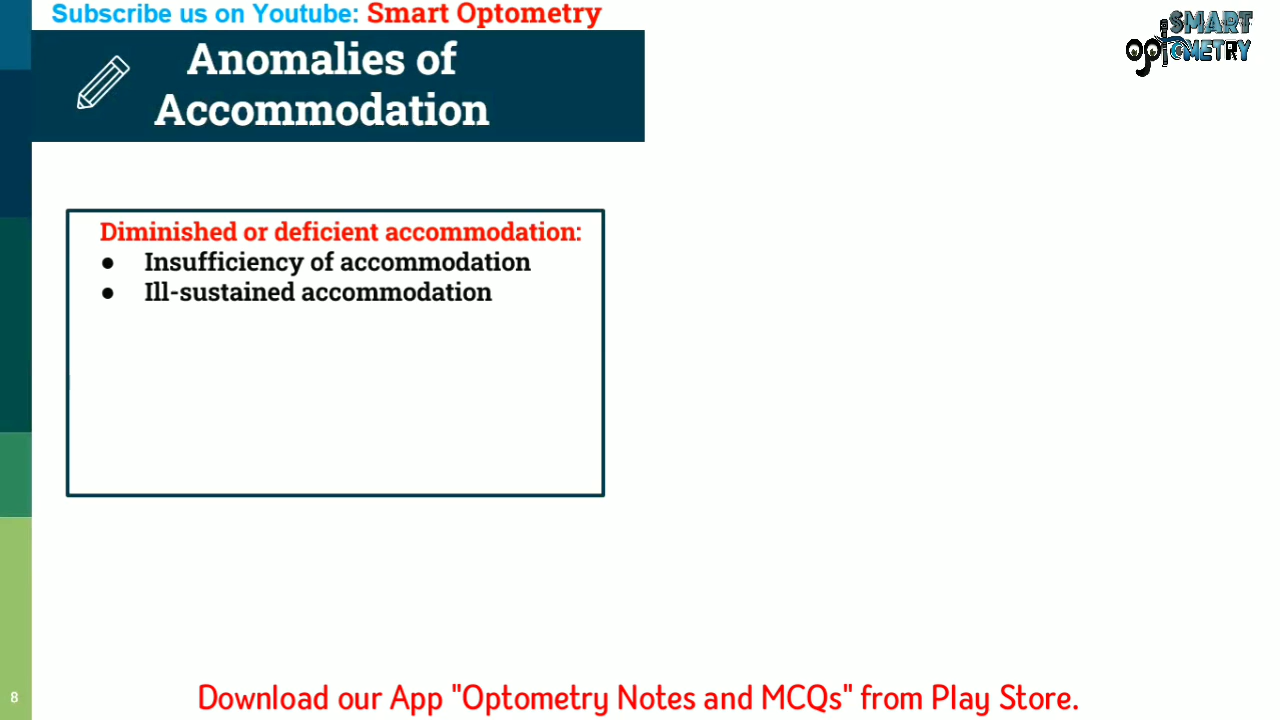 Subscribe us on Youtube: Smart Optometry
SMART
OPTOMETRY
Anomalies of
Accommodation
Diminished or deficient accommodation:
● Insufficiency of accommodation
● Ill-sustained accommodation
8
Download our App "Optometry Notes and MCQs" from Play Store.